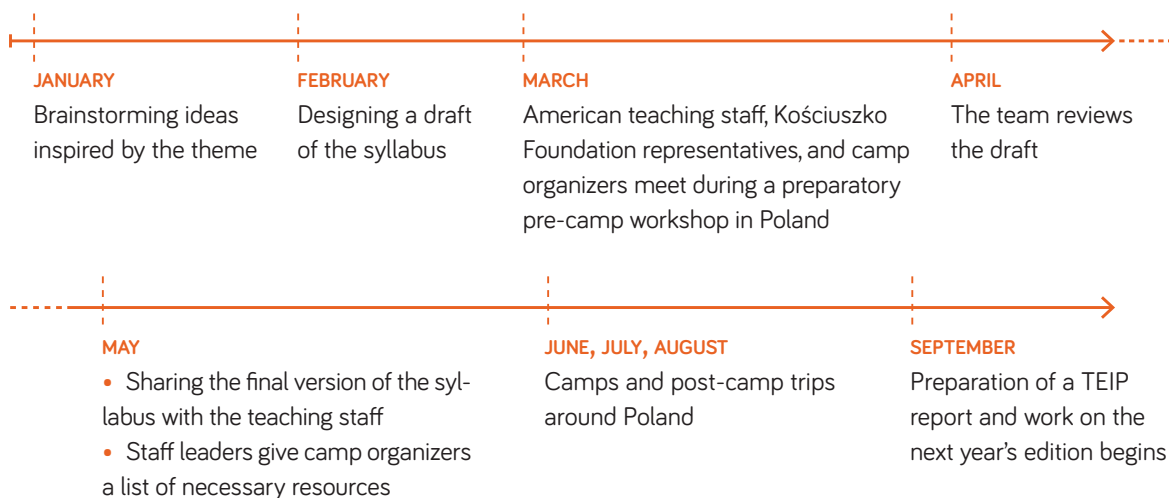 JANUARY
Brainstorming ideas
inspired by the theme
FEBRUARY
Designing a draft
of the syllabus
MARCH
American teaching staff, Kościuszko
Foundation representatives, and camp
organizers meet during a preparatory
pre-camp workshop in Poland
APRIL
The team reviews
the draft
MAY
• Sharing the final version of the syl-
labus with the teaching staff
• Staff leaders give camp organizers
a list of necessary resources
JUNE, JULY, AUGUST
Camps and post-camp trips
around Poland
SEPTEMBER
Preparation of a TEIP
report and work on the
next year's edition begins